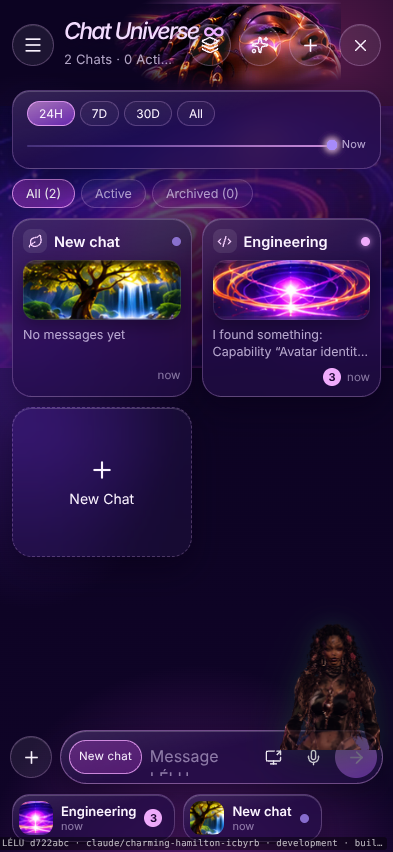 Chat Universe ∞
2 Chats · 0 Acti...
24H 7D 30D All
Now
All (2) Active Archived (0)
New chat
No messages yet
now
Engineering
I found something:
Capability “Avatar identit...
3 now
New Chat
New chat Message
Engineering
now
3
New chat
now
LÉLU d722abc · claude/charming-hamilton-icbyrb · development · buil…